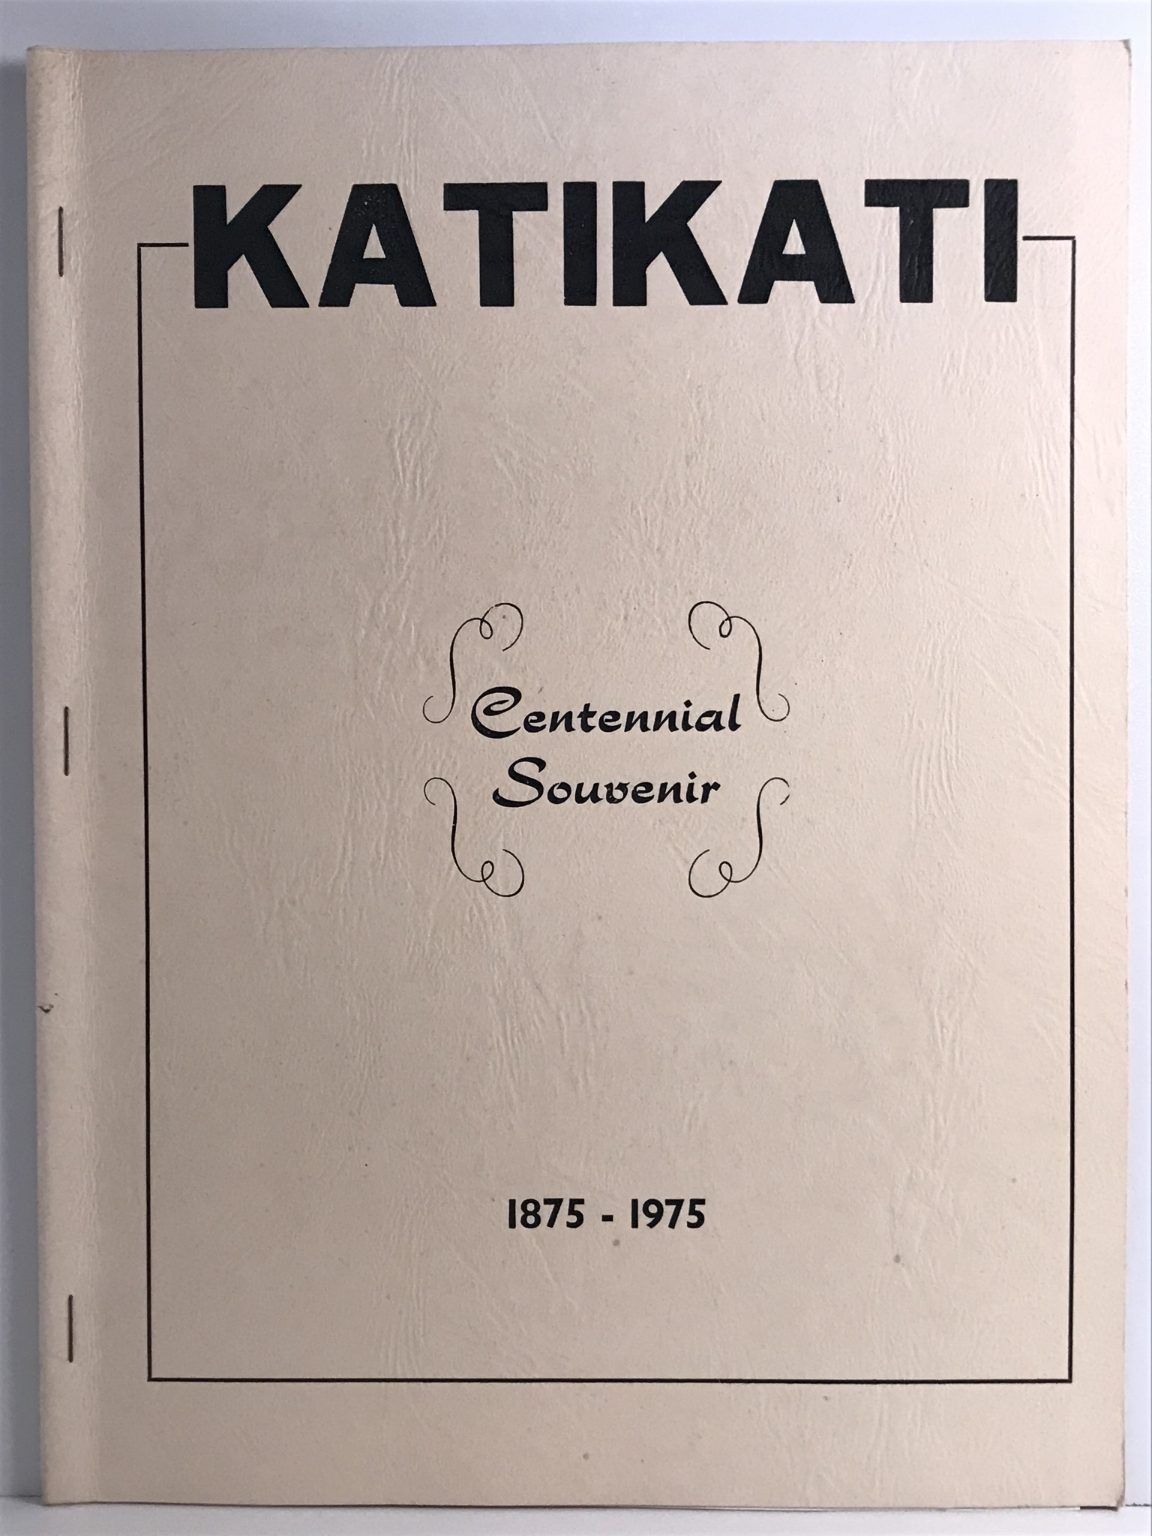 KATIKATI
Centennial
Souvenir
1875 - 1975